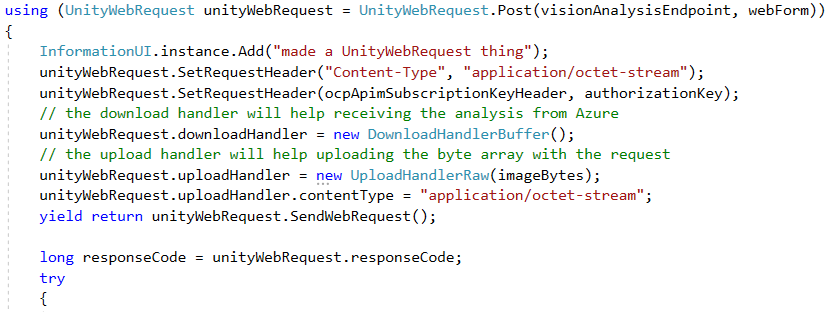 using (UnityWebRequest unityWebRequest = UnityWebRequest.Post(visionAnalysisEndpoint, webForm))
{
    InformationUI.instance.Add("made a UnityWebRequest thing");
    unityWebRequest.SetRequestHeader("Content-Type", "application/octet-stream");
    unityWebRequest.SetRequestHeader(ocpApimSubscriptionKeyHeader, authorizationKey);
    // the download handler will help receiving the analysis from Azure
    unityWebRequest.downloadHandler = new DownloadHandlerBuffer();
    // the upload handler will help uploading the byte array with the request
    unityWebRequest.uploadHandler = new UploadHandlerRaw(imageBytes);
    unityWebRequest.uploadHandler.contentType = "application/octet-stream";
    yield return unityWebRequest.SendWebRequest();

    long responseCode = unityWebRequest.responseCode;
    try
    {